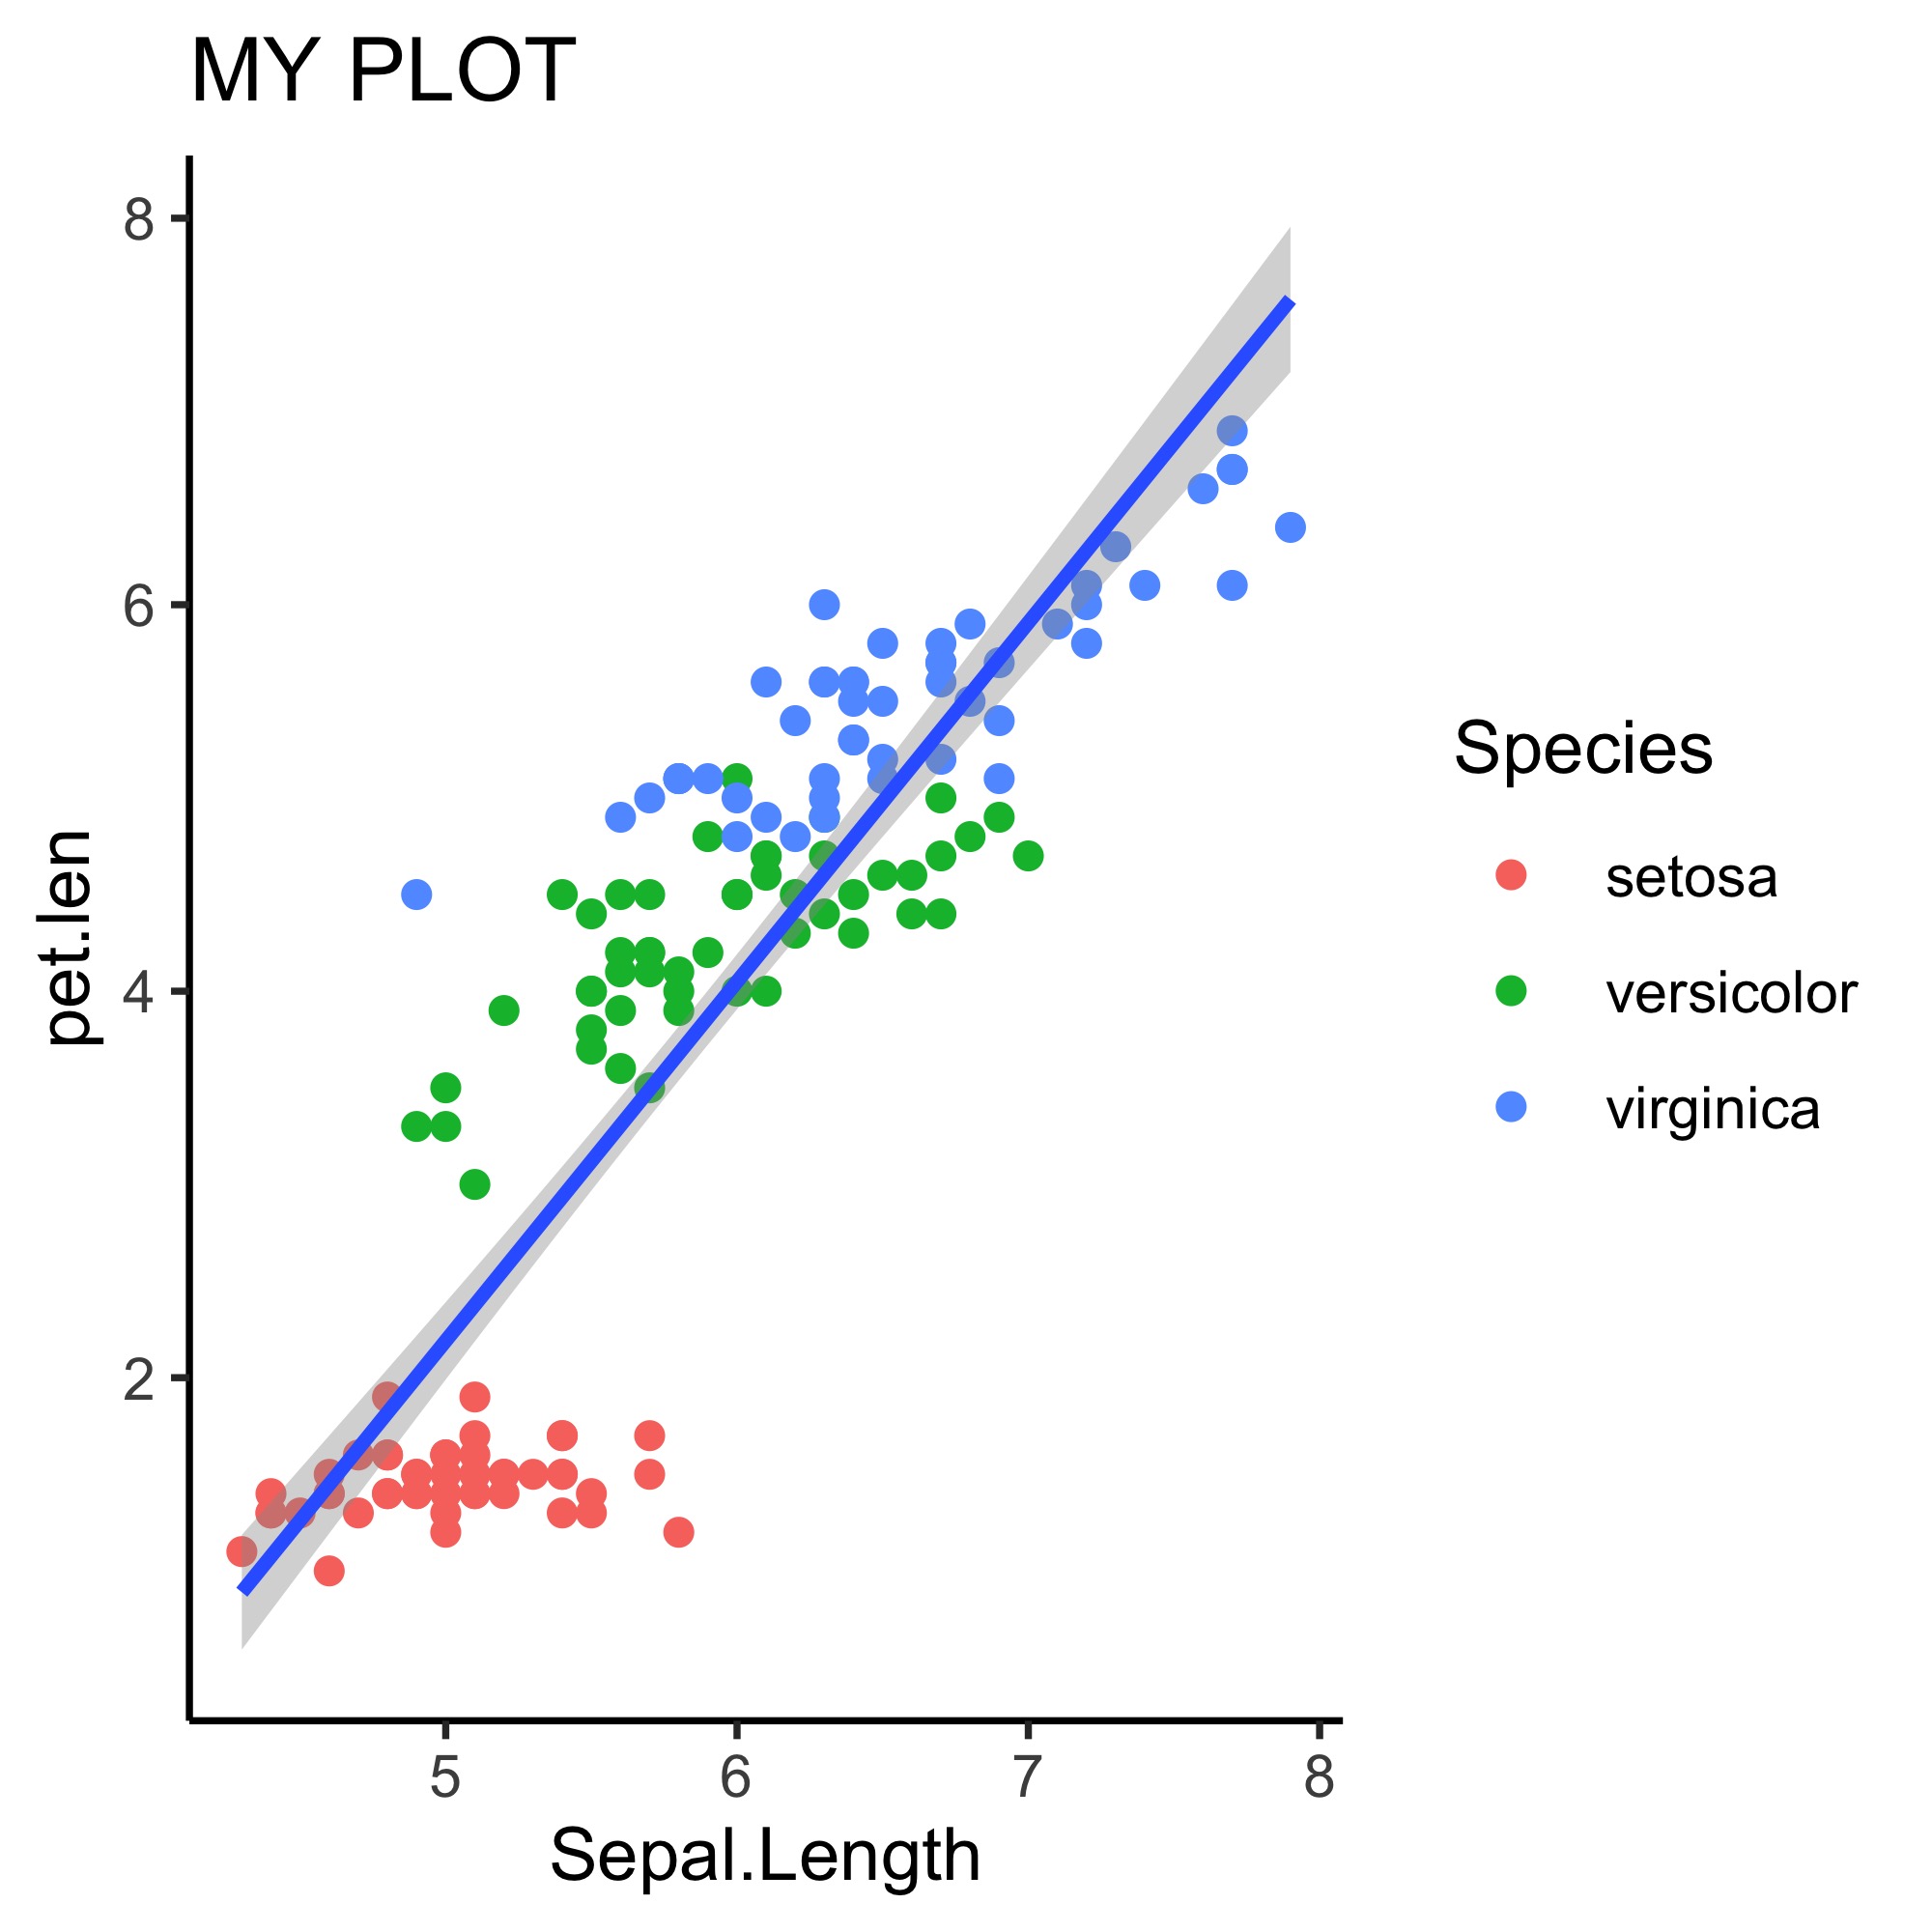 MY PLOT
8
6
4
2
pet.len
5 6 7 8
Sepal.Length
Species
setosa
versicolor
virginica